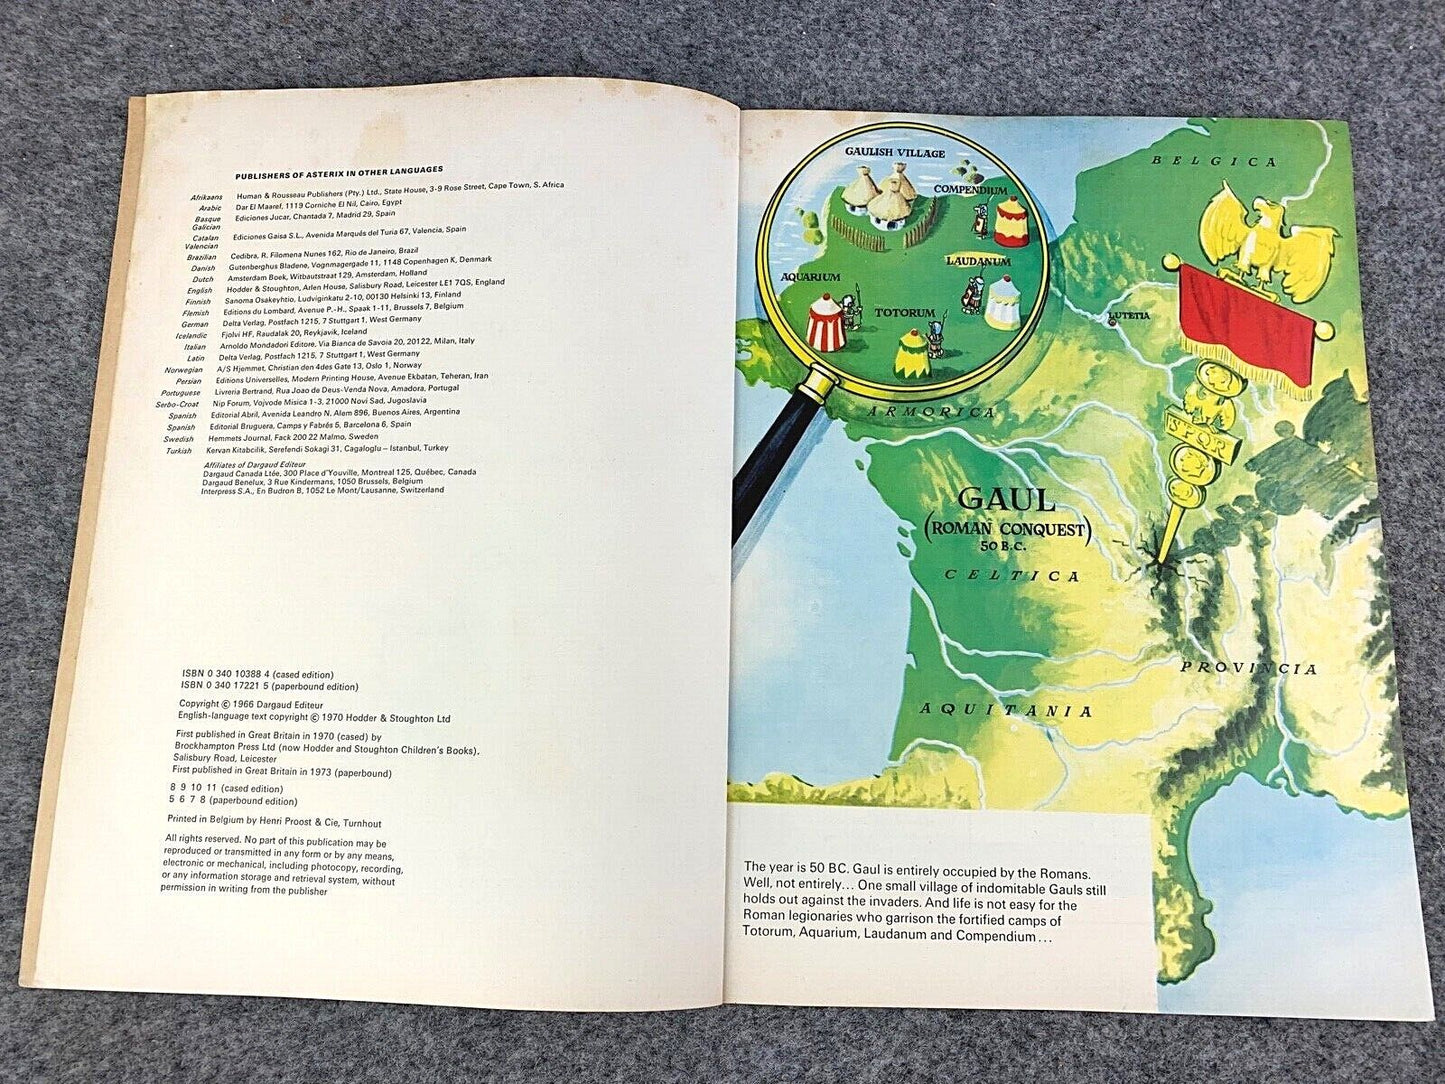 PUBLISHERS OF ASTERIX IN OTHER LANGUAGES
Afrikaans Human & Rousseau Publishers (Pty.) Ltd., State House, 3-9 Rose Street, Cape Town, S. Africa
Arabic Dar El Maaref, 1119 Corniche El Nil, Cairo, Egypt
Basque Ediciones Jucar, Chantada 7, Madrid 29, Spain
Galician
Catalan Ediciones Gaisa S.L., Avenida Marqués del Turia 67, Valencia, Spain
Valencian
Brazilian Cedibra, R. Filomena Nunes 162, Rio de Janeiro, Brazil
Danish Gutenberghus Bladene, Vognmagergade 11, 1148 Copenhagen K, Denmark
Dutch Amsterdam Boek, Witbautstraat 129, Amsterdam, Holland
English Hodder & Stoughton, Arlen House, Salisbury Road, Leicester LE1 7QS, England
Finnish Sanoma Osakeyhtio, Ludviginkatu 2-10, 00130 Helsinki 13, Finland
Flemish Editions du Lombard, Avenue P.-H., Spaak 1-11, Brussels 7, Belgium
German Delta Verlag, Postfach 1215, 7 Stuttgart 1, West Germany
Icelandic Fjolvi HF, Raudalak 20, Reykjavik, Iceland
Italian Arnoldo Mondadori Editore, Via Bianca de Savoia 20, 20122, Milan, Italy
Latin Delta Verlag, Postfach 1215, 7 Stuttgart 1, West Germany
Norwegian A/S Hjemmet, Christian den 4des Gate 13, Oslo 1, Norway
Persian Editions Universelles, Modern Printing House, Avenue Ekbatan, Teheran, Iran
Portuguese Livreria Bertrand, Rua Joao de Deus-Venda Nova, Amadora, Portugal
Serbo-Croat Nip Forum, Vojvode Misica 1-3, 21000 Novi Sad, Jugoslavia
Spanish Editorial Abril, Avenida Leandro N. Alem 896, Buenos Aires, Argentina
Spanish Editorial Bruguera, Camps y Fabrés 5, Barcelona 6, Spain
Swedish Hemmets Journal, Fack 200 22 Malmo, Sweden
Turkish Kervan Kitabcilik, Serefendi Sokagi 31, Cagaloglu – Istanbul, Turkey
Affiliates of Dargaud Editeur
Dargaud Canada Ltée, 300 Place d'Youville, Montreal 125, Québec, Canada
Dargaud Benelux, 3 Rue Kindermans, 1050 Brussels, Belgium
Interpress S.A., En Budron B, 1052 Le Mont/Lausanne, Switzerland
ISBN 0 340 10388 4 (cased edition)
ISBN 0 340 17221 5 (paperbound edition)
Copyright © 1966 Dargaud Editeur
English-language text copyright © 1970 Hodder & Stoughton Ltd
First published in Great Britain in 1970 (cased) by
Brockhampton Press Ltd (now Hodder and Stoughton Children's Books),
Salisbury Road, Leicester
First published in Great Britain in 1973 (paperbound)
8 9 10 11 (cased edition)
5 6 7 8 (paperbound edition)
Printed in Belgium by Henri Proost & Cie, Turnhout
All rights reserved. No part of this publication may be
reproduced or transmitted in any form or by any means,
electronic or mechanical, including photocopy, recording,
or any information storage and retrieval system, without
permission in writing from the publisher
GAULISH VILLAGE
COMPENDIUM
LAUDANUM
AQUARIUM
TOTORUM
BELGICA
LUTETIA
ARMORICA
SPQR
GAUL
(ROMAN CONQUEST)
50 B.C.
CELTICA
PROVINCIA
AQUITANIA
The year is 50 BC. Gaul is entirely occupied by the Romans.
Well, not entirely... One small village of indomitable Gauls still
holds out against the invaders. And life is not easy for the
Roman legionaries who garrison the fortified camps of
Totorum, Aquarium, Laudanum and Compendium...